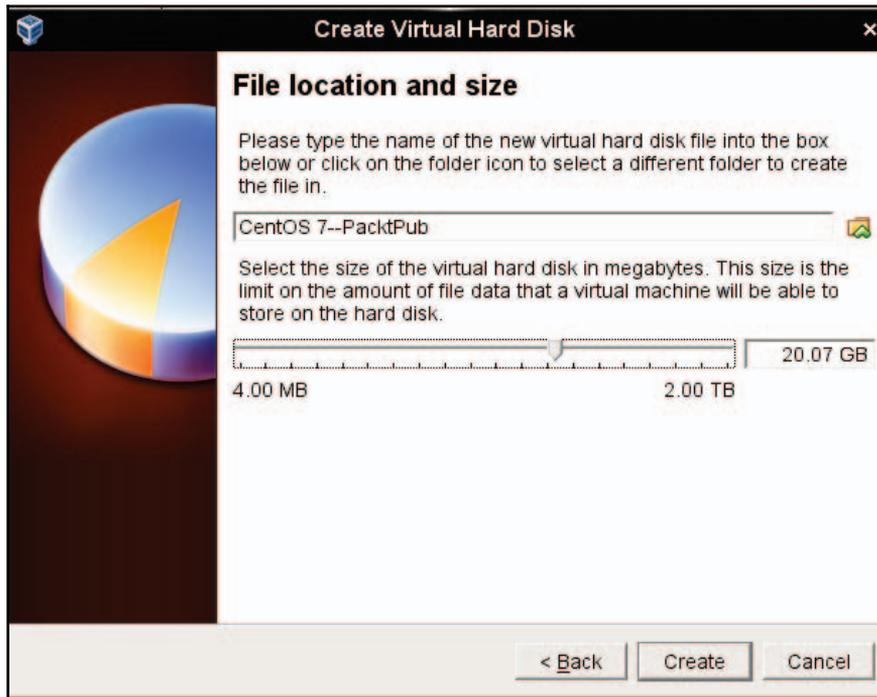 Create Virtual Hard Disk
File location and size
Please type the name of the new virtual hard disk file into the box
below or click on the folder icon to select a different folder to create
the file in.
CentOS 7--PacktPub
Select the size of the virtual hard disk in megabytes. This size is the
limit on the amount of file data that a virtual machine will be able to
store on the hard disk.
20.07 GB
4.00 MB 2.00 TB
< Back Create Cancel